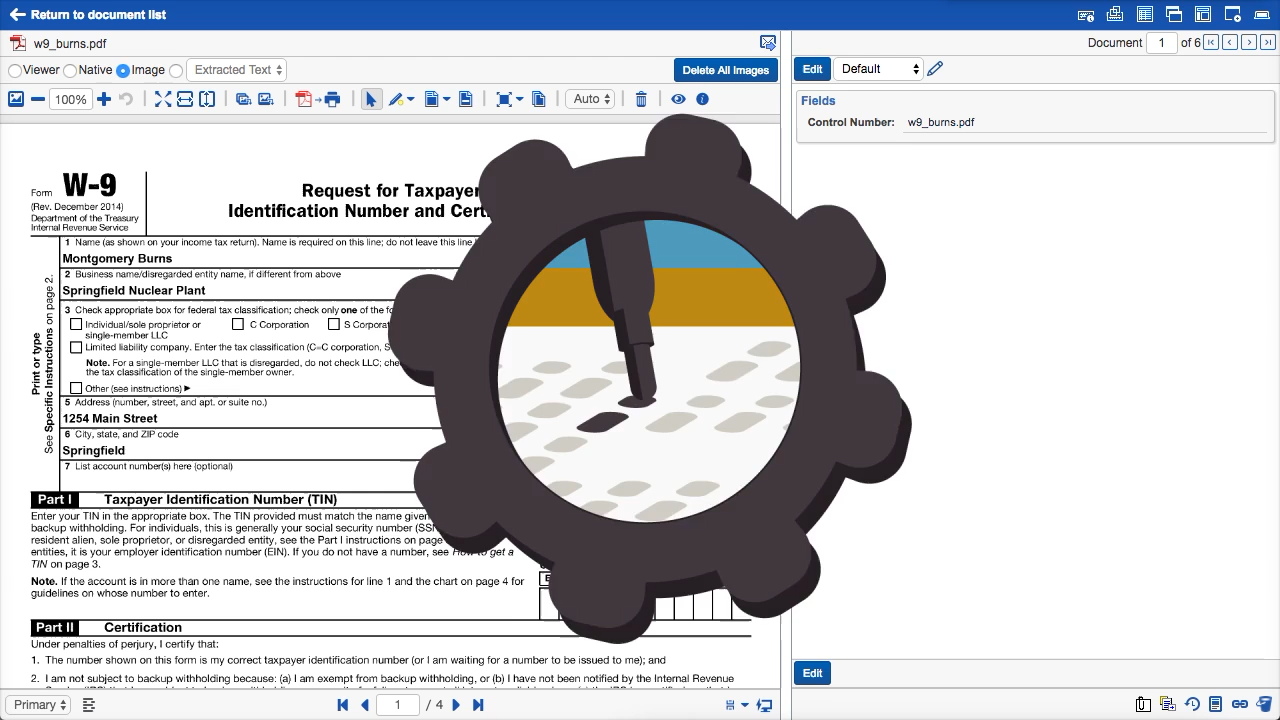 Return to document list
w9_burns.pdf
Document 1 of 6
Viewer Native Image Extracted Text
Delete All Images
Edit Default
100%
Auto
Fields
Control Number: w9_burns.pdf
Form W-9
(Rev. December 2014)
Department of the Treasury
Internal Revenue Service
Request for Taxpayer
Identification Number and
1 Name (as shown on your income tax return). Name is required on this line; do not leave this line
Montgomery Burns
2 Business name/disregarded entity name, if different from above
Springfield Nuclear Plant
3 Check appropriate box for federal tax classification; check only one of the
Individual/sole proprietor or
single-member LLC
C Corporation
S
Limited liability company. Enter the tax classification (C=C corporation,
Note. For a single-member LLC that is disregarded, do not check LLC;
the tax classification of the single-member owner.
Other (see instructions)
5 Address (number, street, and apt. or suite no.)
1254 Main Street
6 City, state, and ZIP code
Springfield
7 List account number(s) here (optional)
Print or type
See Specific Instructions on page 2.
Part I Taxpayer Identification Number (TIN)
Enter your TIN in the appropriate box. The TIN provided must match the name
backup withholding. For individuals, this is generally your social security number
resident alien, sole proprietor, or disregarded entity, see the Part I instructions on page
entities, it is your employer identification number (EIN). If you do not have a number, see How to get a
TIN on page 3.
Note. If the account is in more than one name, see the instructions for line 1 and the chart on page 4 for
guidelines on whose number to enter.
Part II Certification
Under penalties of perjury, I certify that:
1. The number shown on this form is my correct taxpayer identification number (or I am waiting for a number to be issued to me); and
2. I am not subject to backup withholding because: (a) I am exempt from backup withholding, or (b) I have not been notified by the Internal Revenue
Edit
Primary
1 / 4